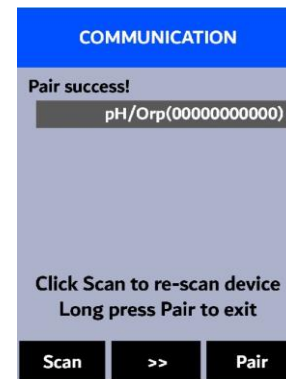 COMMUNICATION
Pair success!
pH/Orp(00000000000)
Click Scan to re-scan device
Long press Pair to exit
Scan >> Pair